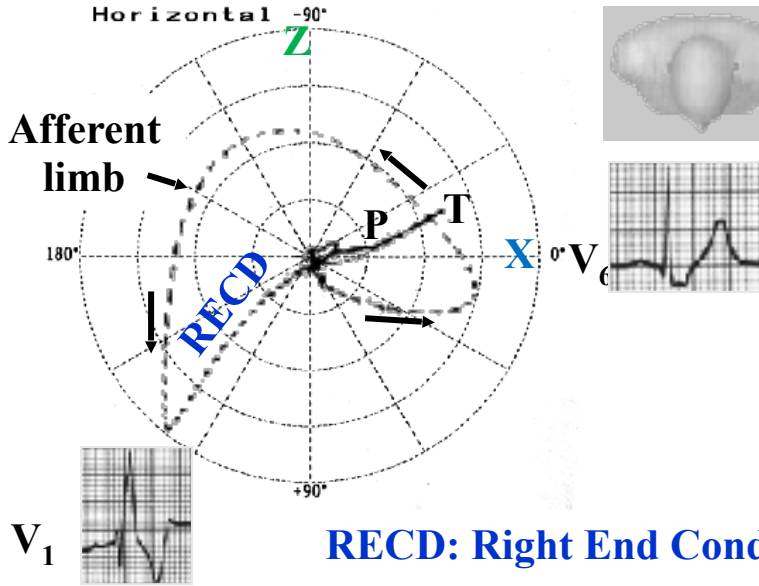 Horizontal -90°
Z
Afferent
limb
P
T
180°
RECD
X
0°
V6
+90°
V1
RECD: Right End Cond